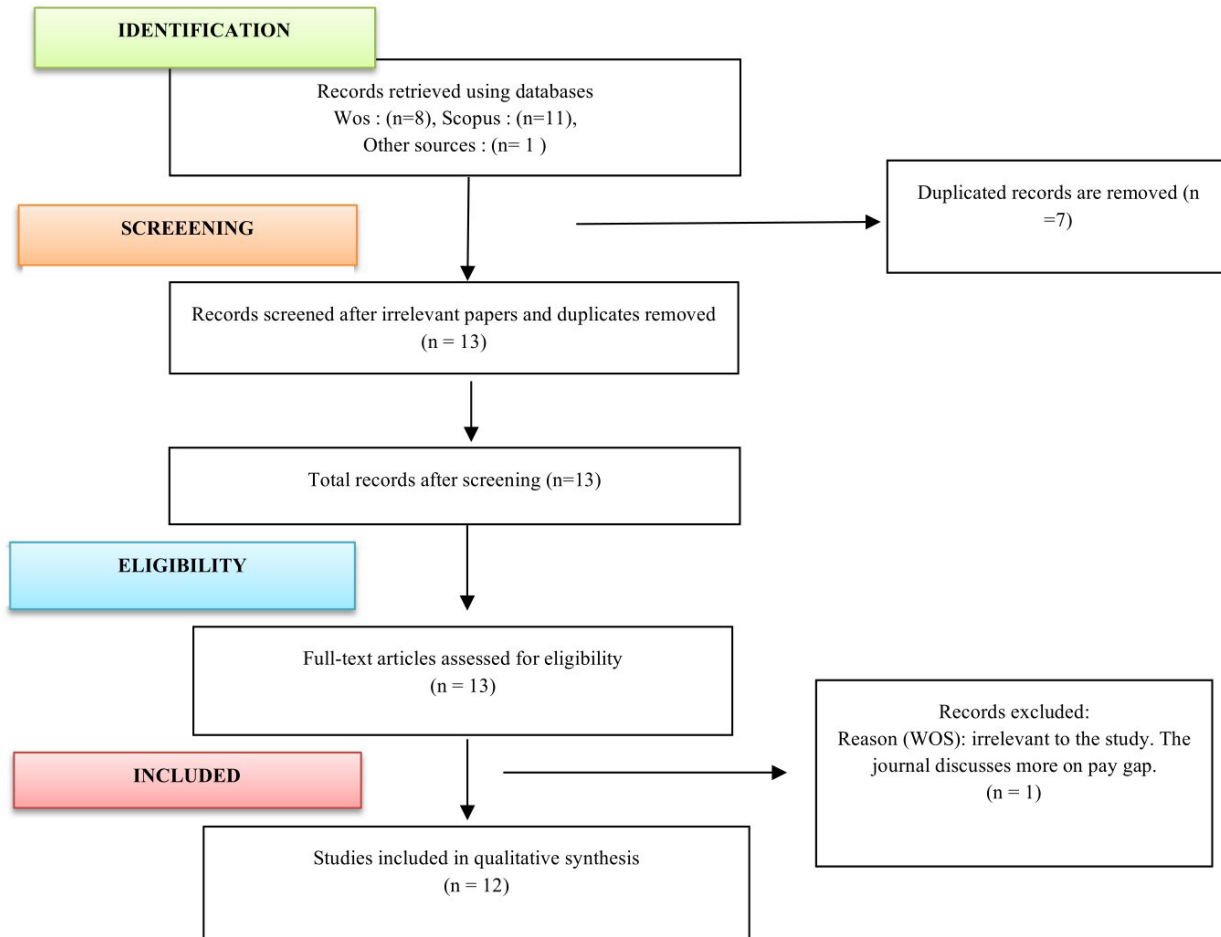 IDENTIFICATION
Records retrieved using databases
Wos : (n=8), Scopus : (n=11),
Other sources : (n= 1 )
Duplicated records are removed (n
=7)
SCREEENING
Records screened after irrelevant papers and duplicates removed
(n = 13)
Total records after screening (n=13)
ELIGIBILITY
Full-text articles assessed for eligibility
(n = 13)
Records excluded:
Reason (WOS): irrelevant to the study. The
journal discusses more on pay gap.
(n = 1)
INCLUDED
Studies included in qualitative synthesis
(n = 12)